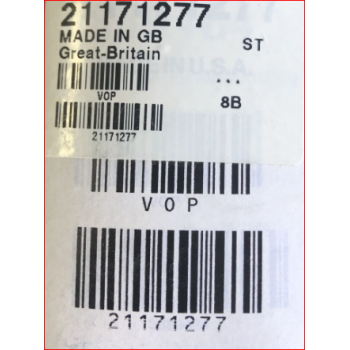 21171277
MADE IN GB
ST
Great-Britain
***
VOP
8B
21171277
VOP
21171277